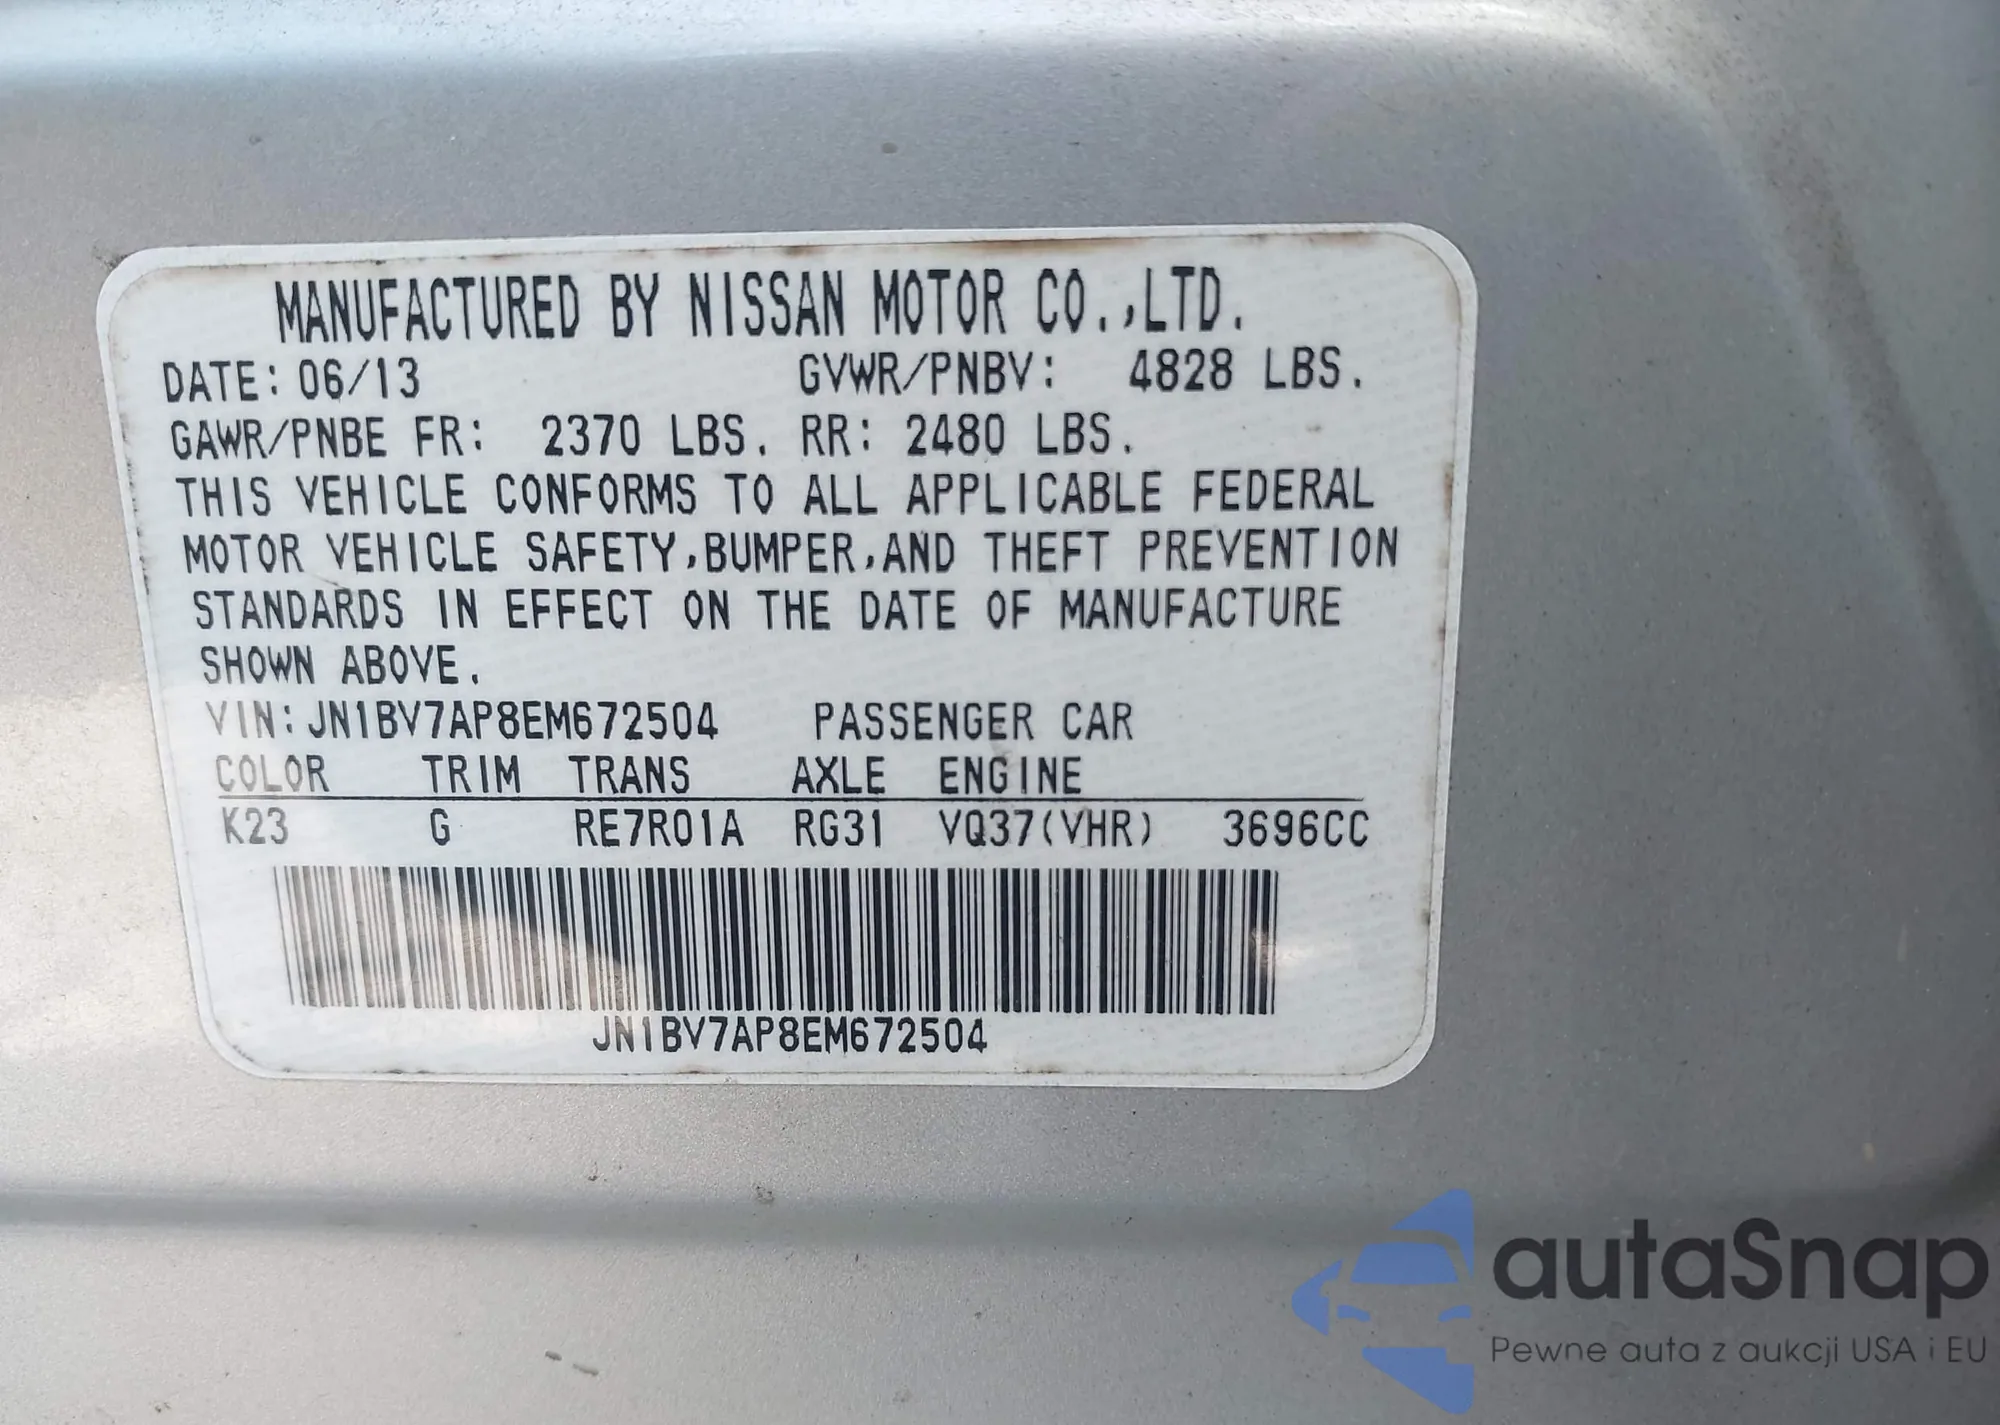 MANUFACTURED BY NISSAN MOTOR CO.,LTD.
DATE: 06/13 GVWR/PNBV: 4828 LBS.
GAWR/PNBE FR: 2370 LBS. RR: 2480 LBS.
THIS VEHICLE CONFORMS TO ALL APPLICABLE FEDERAL
MOTOR VEHICLE SAFETY,BUMPER,AND THEFT PREVENTION
STANDARDS IN EFFECT ON THE DATE OF MANUFACTURE
SHOWN ABOVE.
VIN: JN1BV7AP8EM672504 PASSENGER CAR
COLOR TRIM TRANS AXLE ENGINE
K23 G RE7R01A RG31 VQ37(VHR) 3696CC
JN1BV7AP8EM672504
autaSnap
Pewne auta z aukcji USA i EU